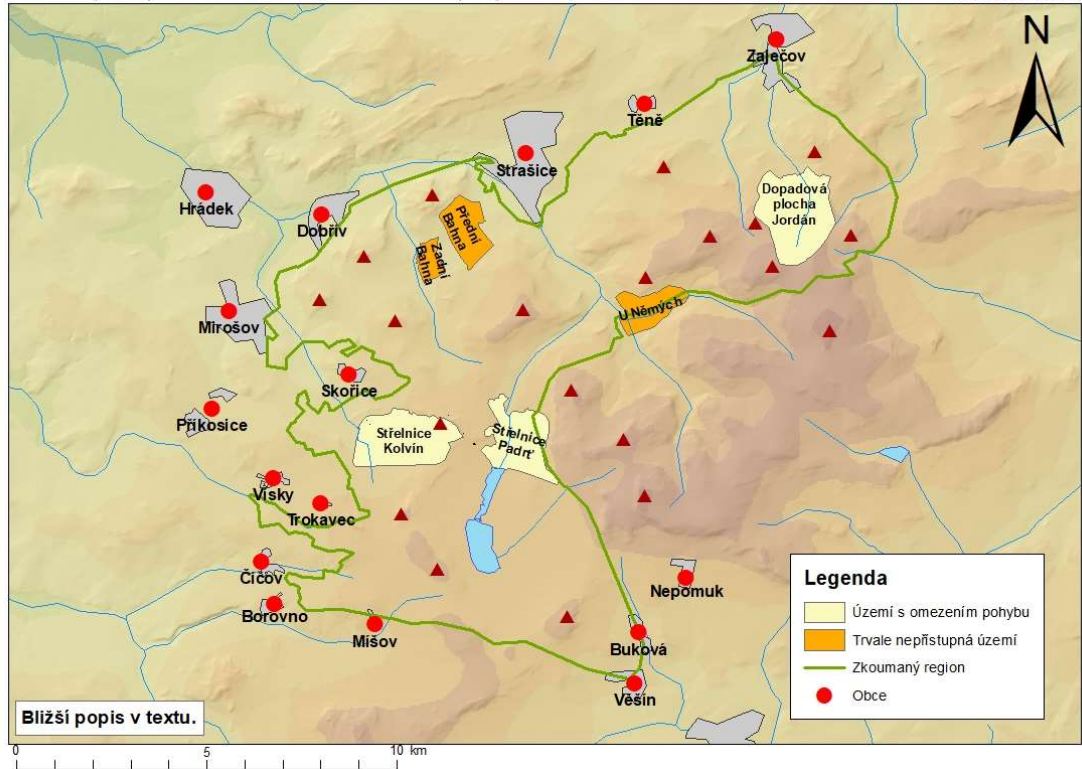 N
Zaječov
Těně
Strašice
Hrádek
Dobřív
Přední
Bahna
Zadní
Bahna
Dopadová
plocha
Jordán
U Němých
Mirošov
Skořice
Příkosice
Střelnice
Kolvín
Střelnice
Padrť
Vísky
Trokavec
Číčov
Borovno
Míšov
Nepomuk
Buková
Věšín
Legenda
Území s omezením pohybu
Trvale nepřístupná území
Zkoumaný region
Obce
Bližší popis v textu.
0 5 10 km